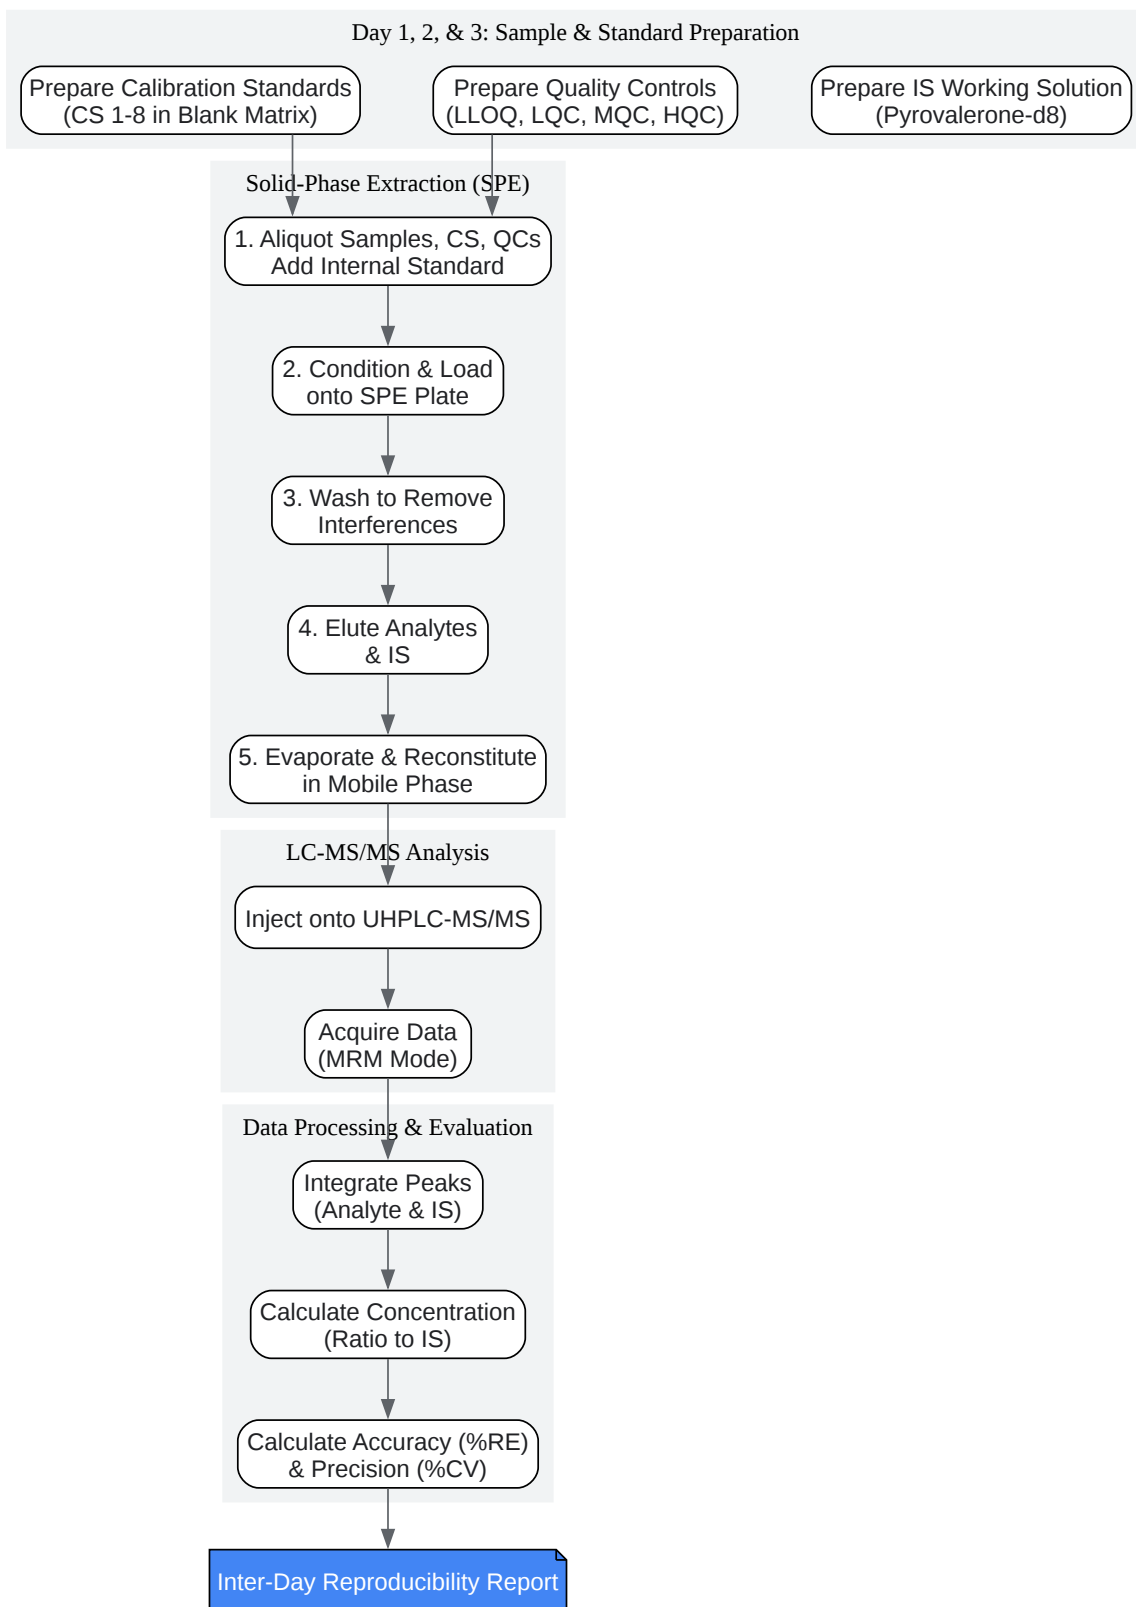 Day 1, 2, & 3: Sample & Standard Preparation
Prepare Calibration Standards
(CS 1-8 in Blank Matrix)
Prepare Quality Controls
(LLOQ, LQC, MQC, HQC)
Prepare IS Working Solution
(Pyrovalerone-d8)
Solid-Phase Extraction (SPE)
1. Aliquot Samples, CS, QCs
Add Internal Standard
2. Condition & Load
onto SPE Plate
3. Wash to Remove
Interferences
4. Elute Analytes
& IS
5. Evaporate & Reconstitute
in Mobile Phase
LC-MS/MS Analysis
Inject onto UHPLC-MS/MS
Acquire Data
(MRM Mode)
Data Processing & Evaluation
Integrate Peaks
(Analyte & IS)
Calculate Concentration
(Ratio to IS)
Calculate Accuracy (%RE)
& Precision (%CV)
Inter-Day Reproducibility Report